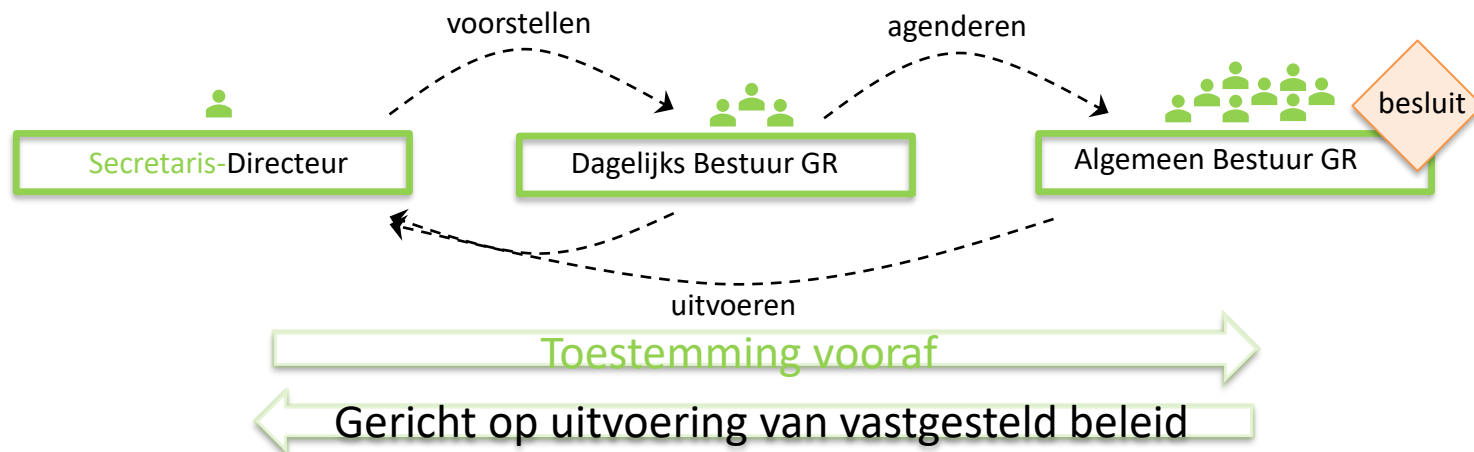 voorstellen
agenderen
besluit
Secretaris-Directeur
Dagelijks Bestuur GR
Algemeen Bestuur GR
uitvoeren
Toestemming vooraf
Gericht op uitvoering van vastgesteld beleid